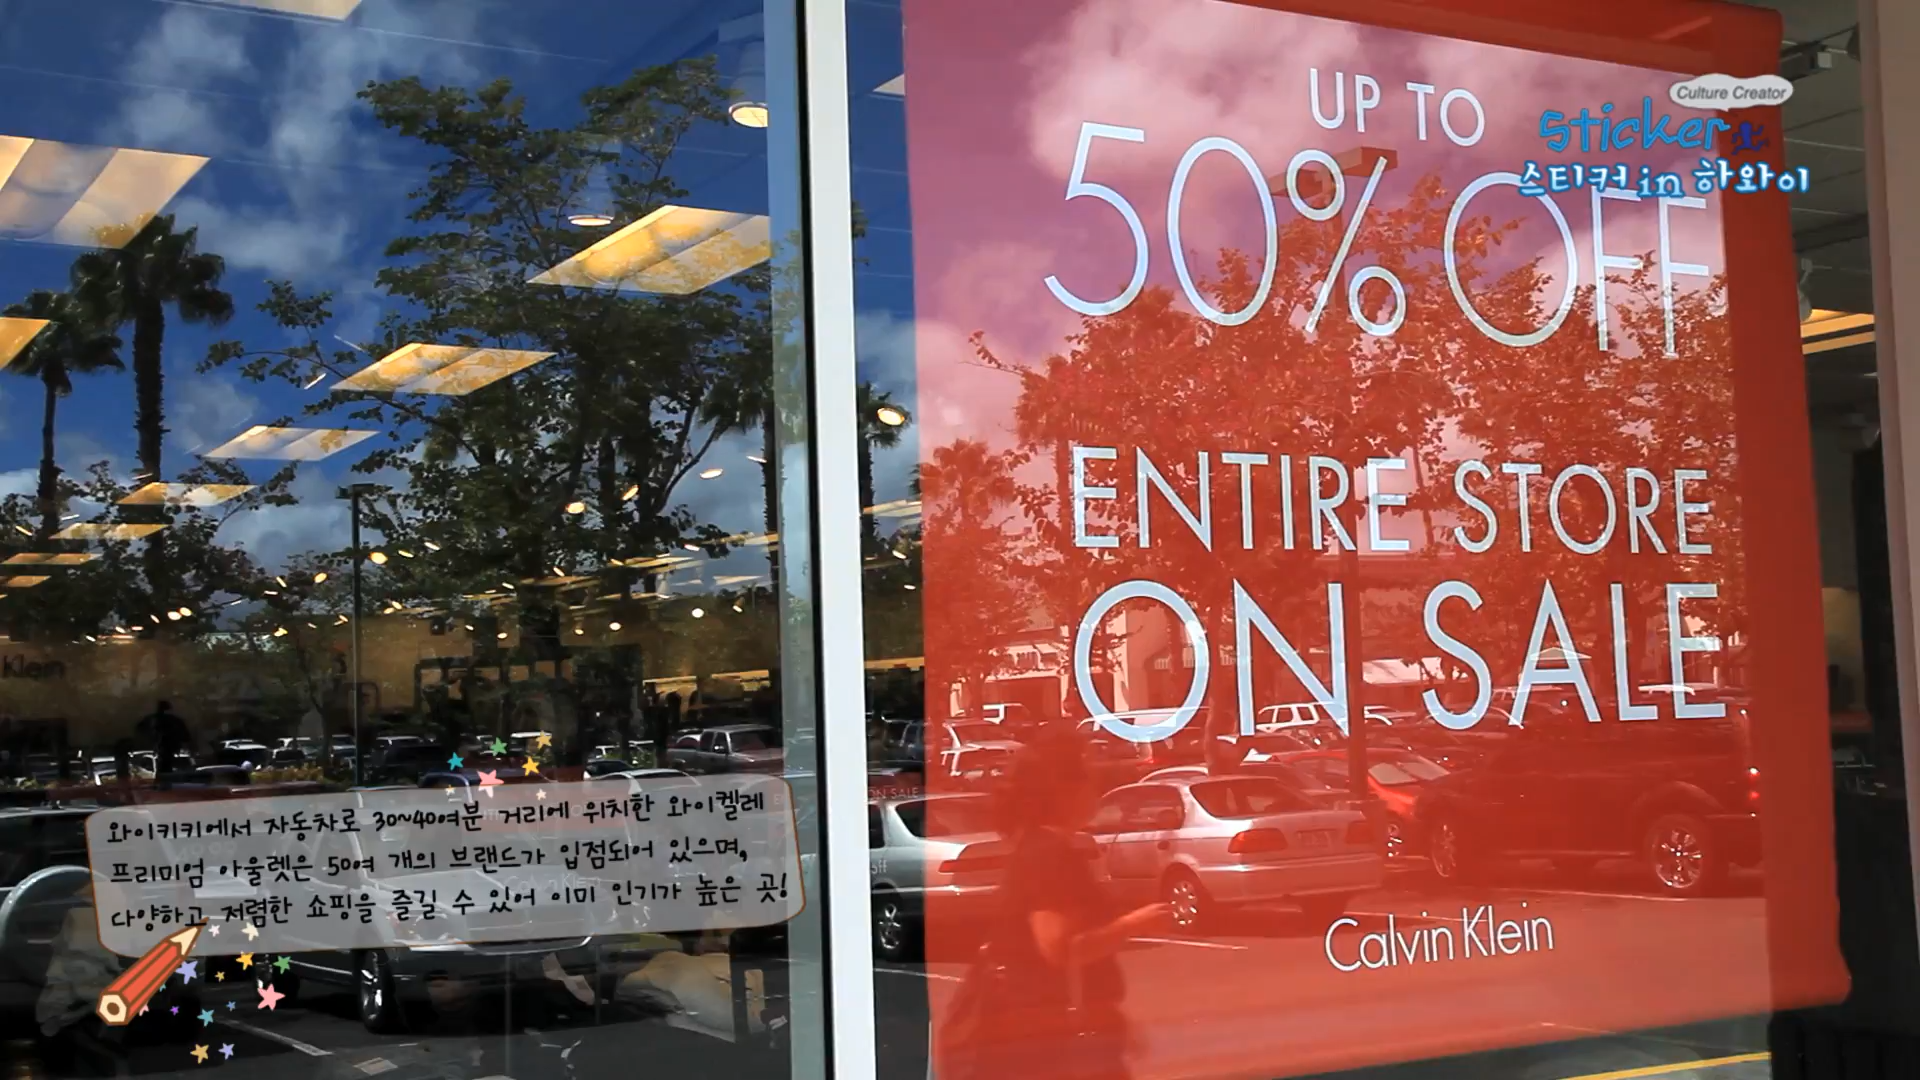 Culture Creator
Sticker
스티커 in 하와이
UP TO
50% OFF
ENTIRE STORE
ON SALE
Calvin Klein
Klein
ON SALE
와이키키에서 자동차로 30~40여분 거리에 위치한 와이켈레
프리미엄 아울렛은 50여 개의 브랜드가 입점되어 있으며,
다양하고 저렴한 쇼핑을 즐길 수 있어 이미 인기가 높은 곳!